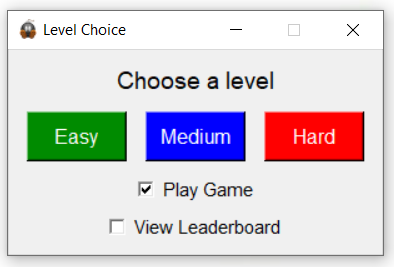 Level Choice
Choose a level
Easy Medium Hard
Play Game
View Leaderboard